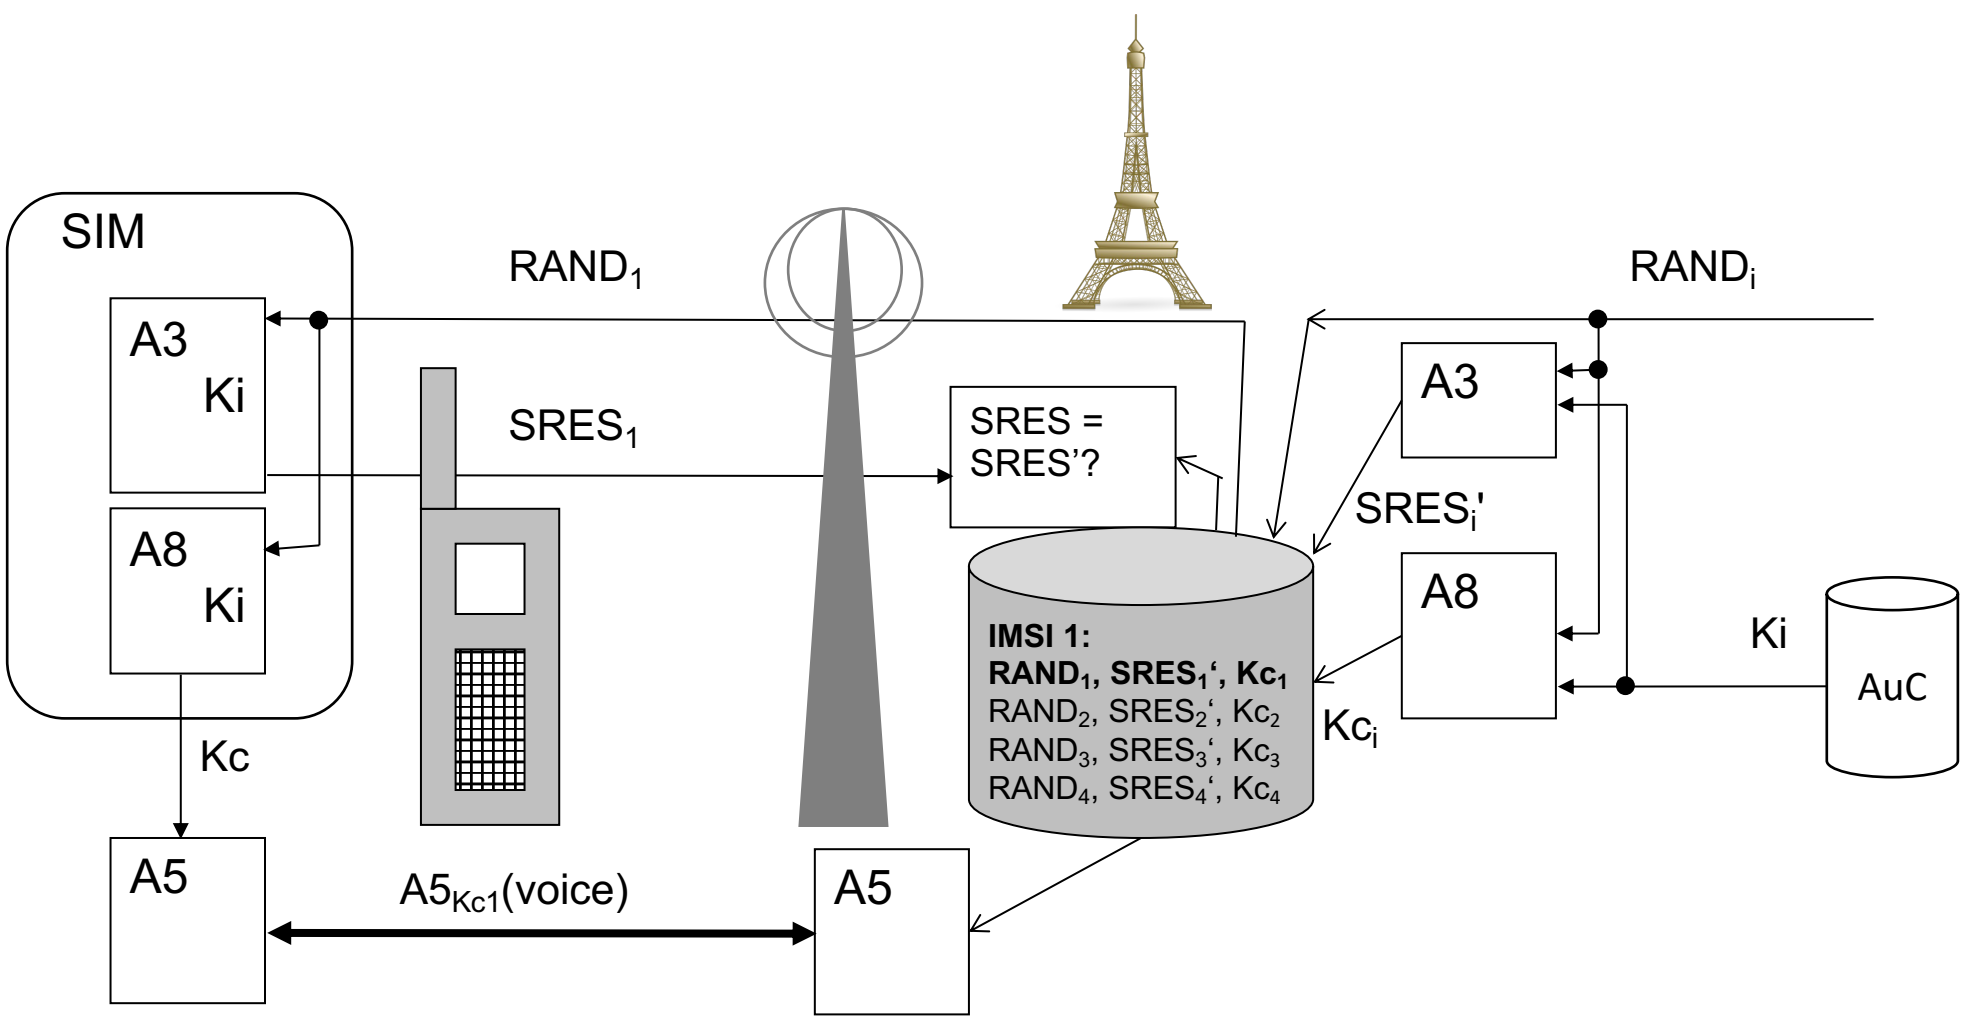 SIM
RAND₁
RANDᵢ
A3
Ki
A3
SRES₁
SRES =
SRES’?
SRESᵢ'
A8
Ki
A8
IMSI 1:
RAND₁, SRES₁‘, Kc₁
RAND₂, SRES₂‘, Kc₂
RAND₃, SRES₃‘, Kc₃
RAND₄, SRES₄‘, Kc₄
Ki
AuC
Kcᵢ
Kc
A5
A5Kc1(voice)
A5